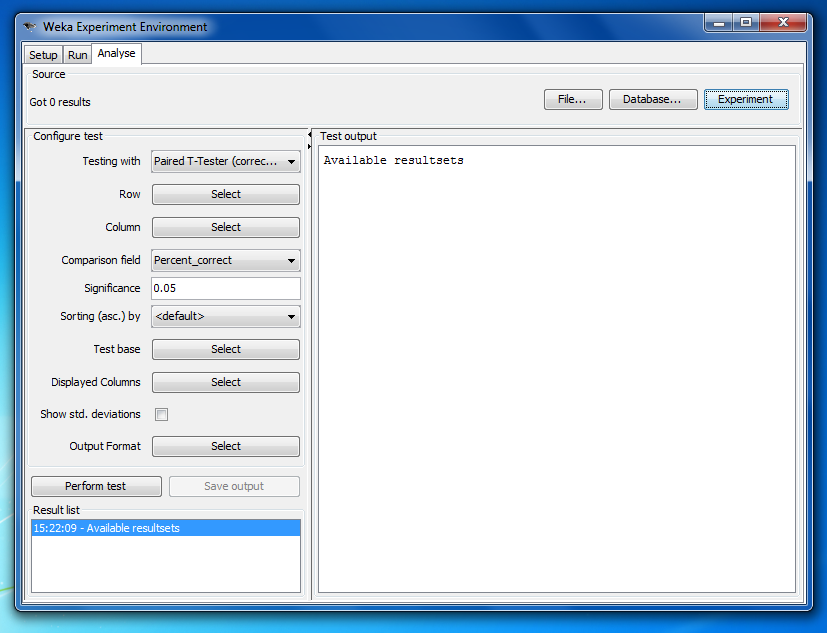 Weka Experiment Environment
Setup Run Analyse
Source
Got 0 results
File... Database... Experiment
Configure test
Testing with Paired T-Tester (correc...
Row Select
Column Select
Comparison field Percent_correct
Significance 0.05
Sorting (asc.) by <default>
Test base Select
Displayed Columns Select
Show std. deviations
Output Format Select
Perform test Save output
Result list
15:22:09 - Available resultsets
Test output
Available resultsets